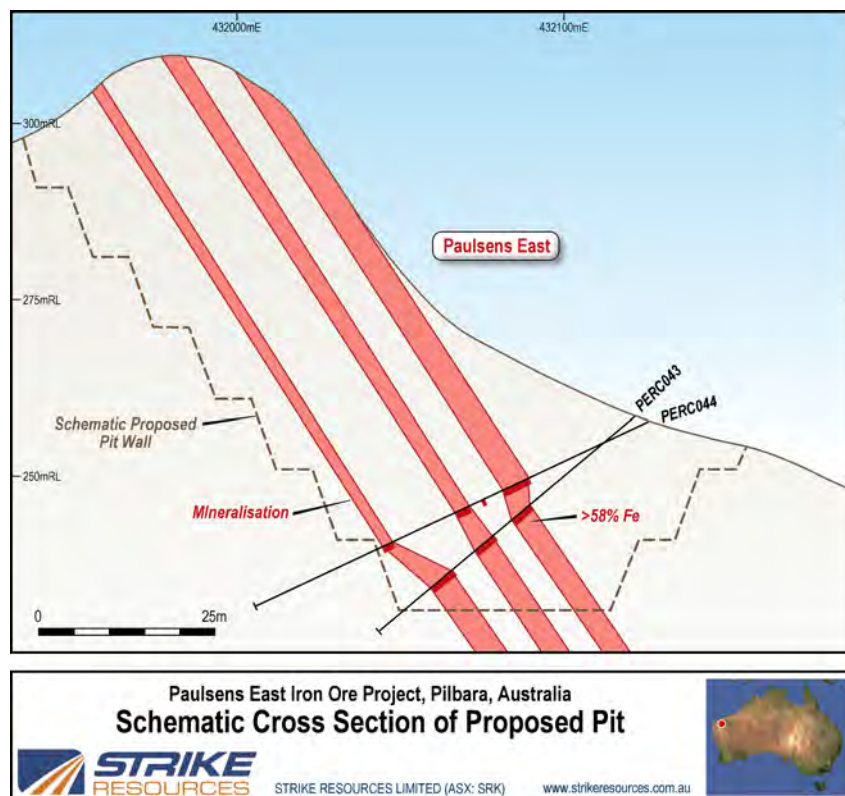 432000mE
432100mE
300mRL
Paulsens East
275mRL
PERC043
PERC044
Schematic Proposed
Pit Wall
250mRL
MIneralisation
>58% Fe
0
25m
Paulsens East Iron Ore Project, Pilbara, Australia
Schematic Cross Section of Proposed Pit
STRIKE
RESOURCES
STRIKE RESOURCES LIMITED (ASX: SRK)
www.strikeresources.com.au